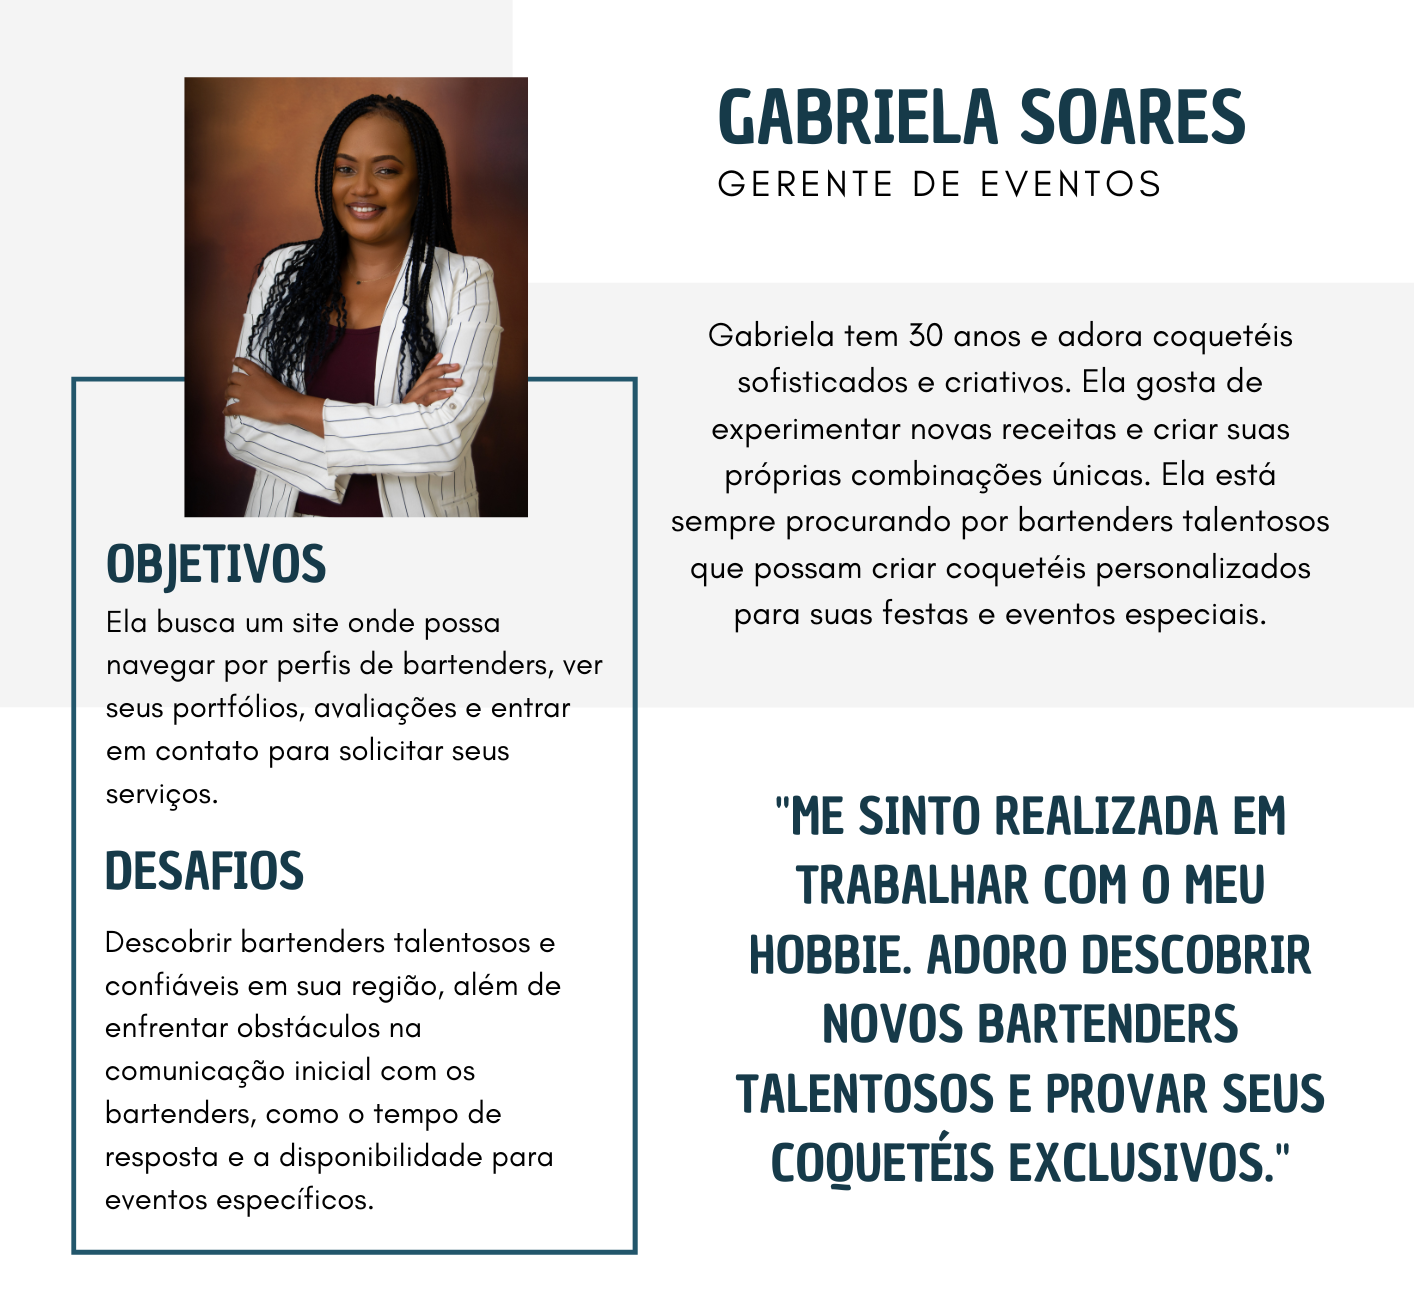 GABRIELA SOARES
GERENTE DE EVENTOS
Gabriela tem 30 anos e adora coquetéis
sofisticados e criativos. Ela gosta de
experimentar novas receitas e criar suas
próprias combinações únicas. Ela está
sempre procurando por bartenders talentosos
que possam criar coquetéis personalizados
para suas festas e eventos especiais.
OBJETIVOS
Ela busca um site onde possa
navegar por perfis de bartenders, ver
seus portfólios, avaliações e entrar
em contato para solicitar seus
serviços.
DESAFIOS
Descobrir bartenders talentosos e
confiáveis em sua região, além de
enfrentar obstáculos na
comunicação inicial com os
bartenders, como o tempo de
resposta e a disponibilidade para
eventos específicos.
"ME SINTO REALIZADA EM
TRABALHAR COM O MEU
HOBBIE. ADORO DESCOBRIR
NOVOS BARTENDERS
TALENTOSOS E PROVAR SEUS
COQUETÉIS EXCLUSIVOS."